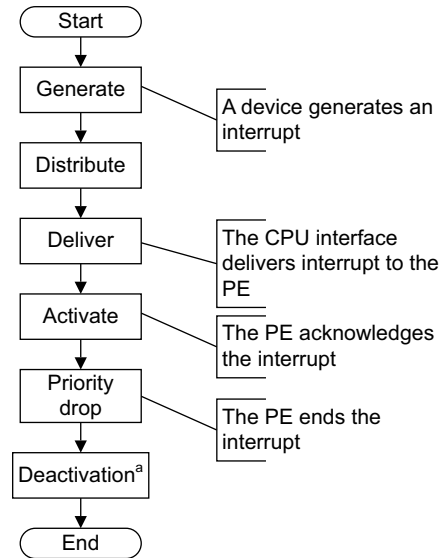 Start
Generate
A device generates an
interrupt
Distribute
Deliver
The CPU interface
delivers interrupt to the
PE
Activate
The PE acknowledges
the interrupt
Priority
drop
The PE ends the
interrupt
Deactivationᵃ
End